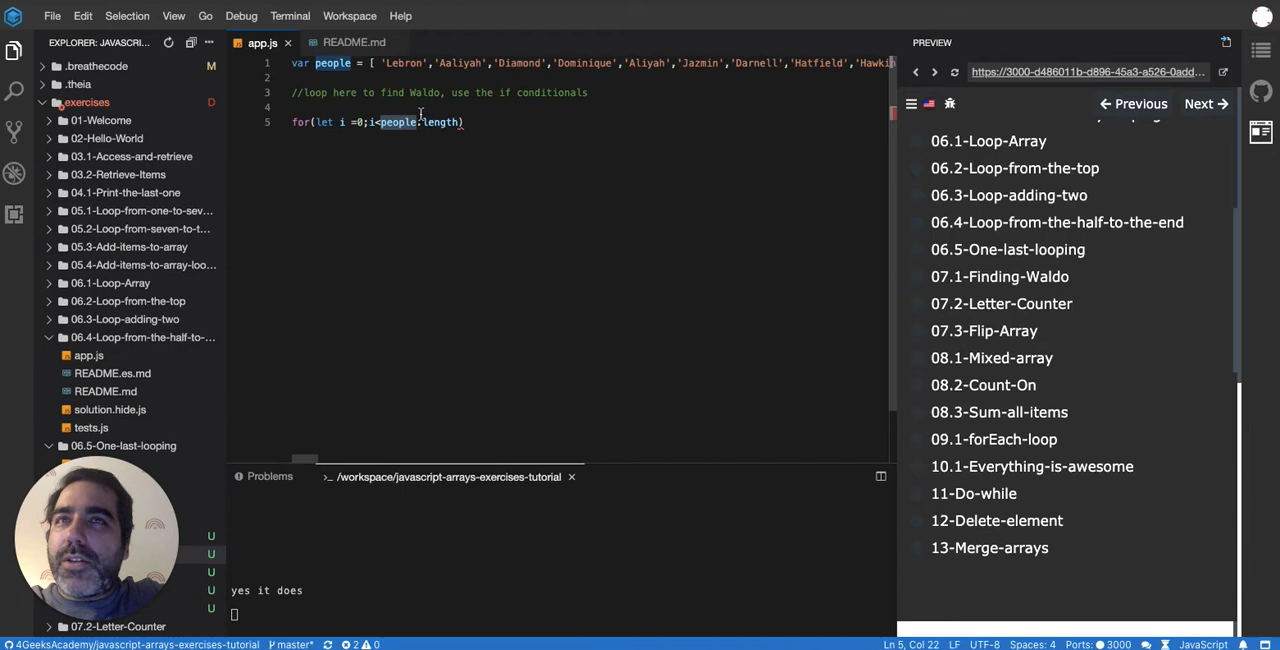 File Edit Selection View Go Debug Terminal Workspace Help
EXPLORER: JAVASCRI...
app.js
README.md
PREVIEW
.breathecode M
.theia
exercises D
01-Welcome
02-Hello-World
03.1-Access-and-retrieve
03.2-Retrieve-Items
04.1-Print-the-last-one
05.1-Loop-from-one-to-sev...
05.2-Loop-from-seven-to-t...
05.3-Add-items-to-array
05.4-Add-items-to-array-loo...
06.1-Loop-Array
06.2-Loop-from-the-top
06.3-Loop-adding-two
06.4-Loop-from-the-half-to-...
app.js
README.es.md
README.md
solution.hide.js
tests.js
06.5-One-last-looping
U
U
U
U
U
07.2-Letter-Counter
1 var people = [ 'Lebron','Aaliyah','Diamond','Dominique','Aliyah','Jazmin','Darnell','Hatfield','Hawkin
2
3 //loop here to find Waldo, use the if conditionals
4
5 for(let i =0;i<people.length)
Problems
>_ /workspace/javascript-arrays-exercises-tutorial
yes it does
https://3000-d486011b-d896-45a3-a526-0add...
Previous
Next
06.1-Loop-Array
06.2-Loop-from-the-top
06.3-Loop-adding-two
06.4-Loop-from-the-half-to-the-end
06.5-One-last-looping
07.1-Finding-Waldo
07.2-Letter-Counter
07.3-Flip-Array
08.1-Mixed-array
08.2-Count-On
08.3-Sum-all-items
09.1-forEach-loop
10.1-Everything-is-awesome
11-Do-while
12-Delete-element
13-Merge-arrays
4GeeksAcademy/javascript-arrays-exercises-tutorial master* 2 0
Ln 5, Col 22 LF UTF-8 Spaces: 4 Ports: 3000 JavaScript